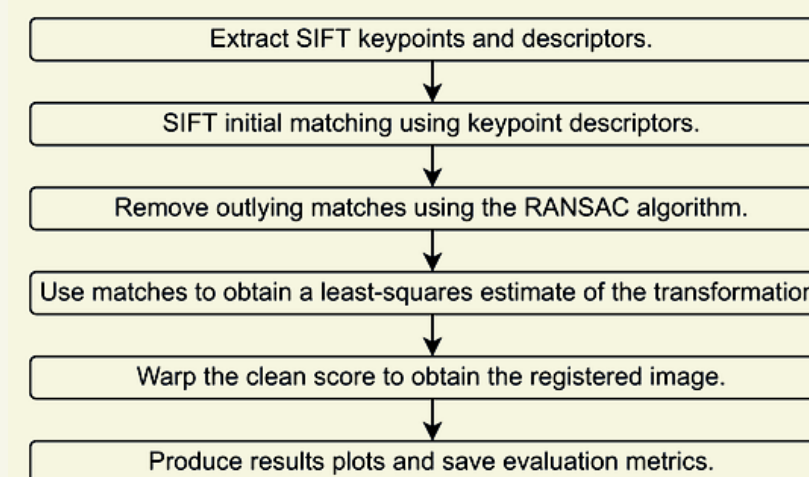 Extract SIFT keypoints and descriptors.
SIFT initial matching using keypoint descriptors.
Remove outlying matches using the RANSAC algorithm.
Use matches to obtain a least-squares estimate of the transformation
Warp the clean score to obtain the registered image.
Produce results plots and save evaluation metrics.